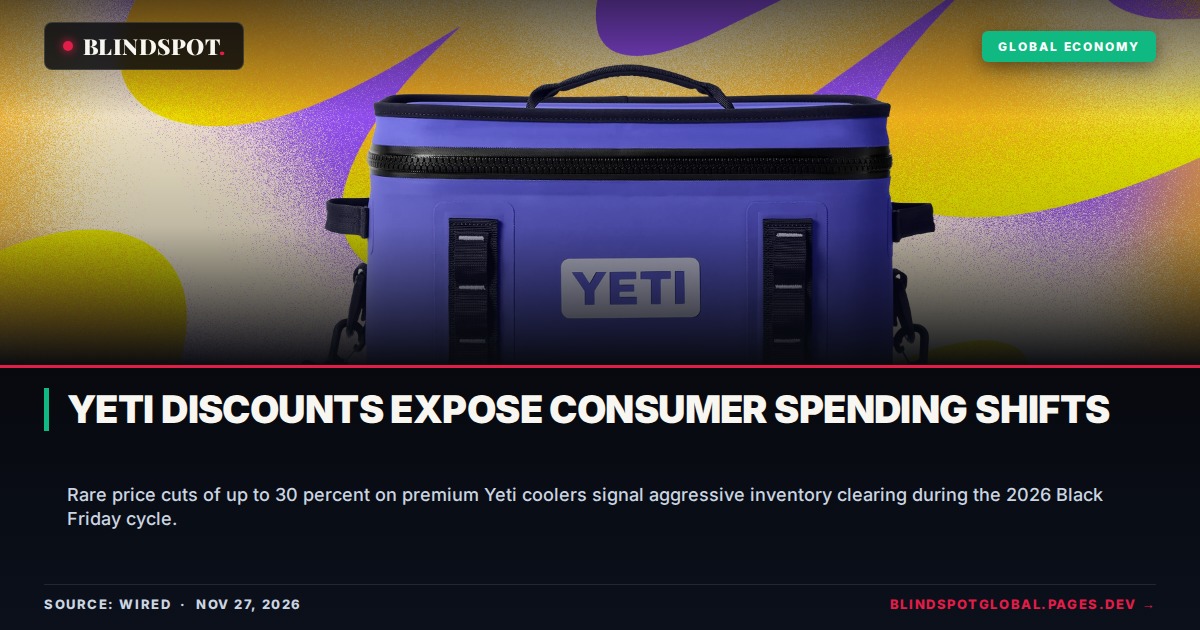 BLINDSPOT.
GLOBAL ECONOMY
YETI
YETI DISCOUNTS EXPOSE CONSUMER SPENDING SHIFTS
Rare price cuts of up to 30 percent on premium Yeti coolers signal aggressive inventory clearing during the 2026 Black
Friday cycle.
SOURCE: WIRED · NOV 27, 2026
BLINDSPOTGLOBAL.PAGES.DEV →